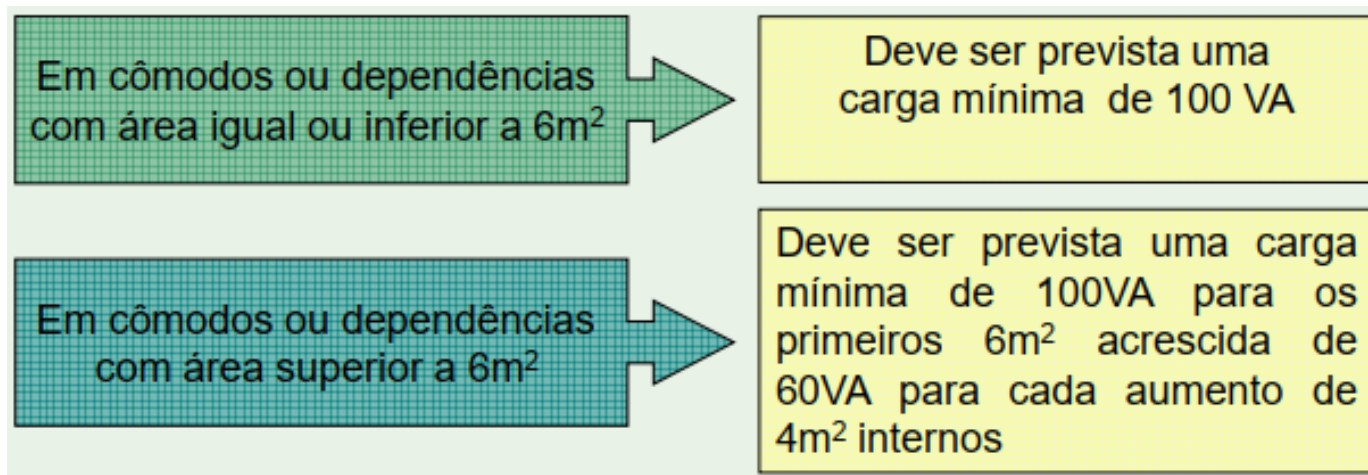 Em cômodos ou dependências
com área igual ou inferior a 6m²
Deve ser prevista uma
carga mínima de 100 VA
Em cômodos ou dependências
com área superior a 6m²
Deve ser prevista uma carga
mínima de 100VA para os
primeiros 6m² acrescida de
60VA para cada aumento de
4m² internos